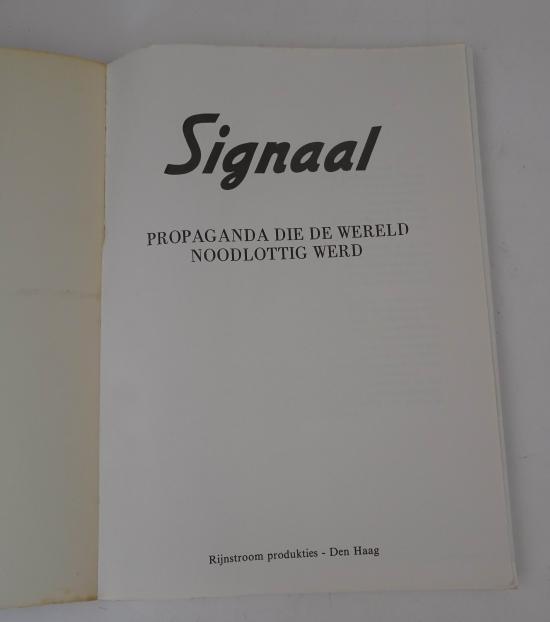 Signaal
PROPAGANDA DIE DE WERELD
NOODLOTTIG WERD
Rijnstroom produkties - Den Haag